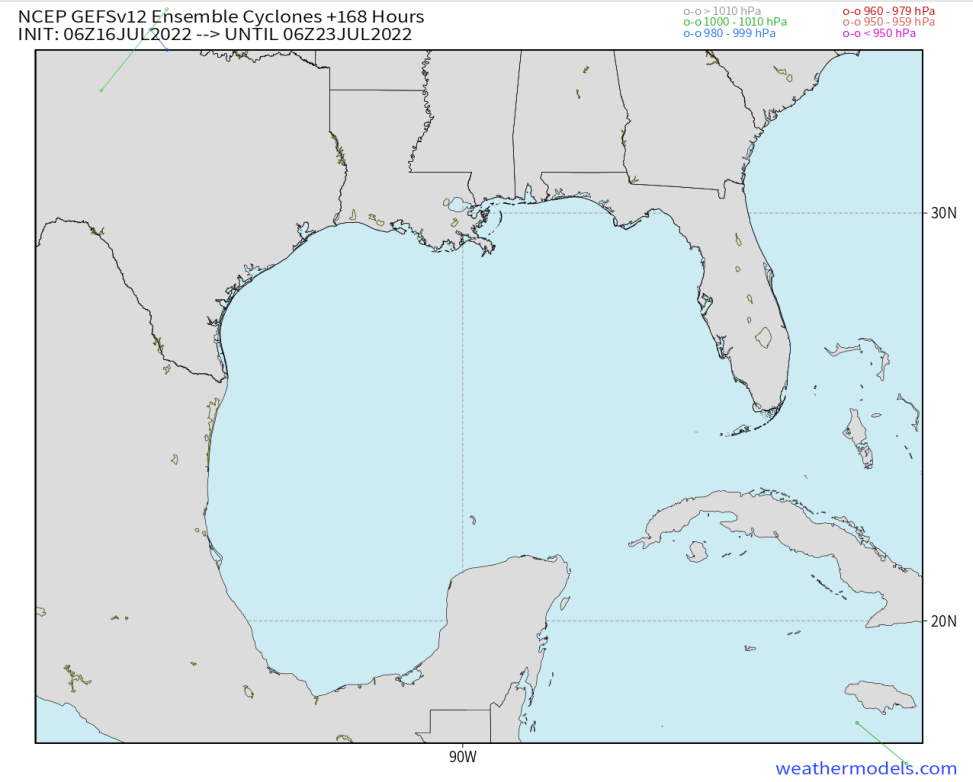 NCEP GEFSv12 Ensemble Cyclones +168 Hours
INIT: 06Z16JUL2022 --> UNTIL 06Z23JUL2022
o-o > 1010 hPa
o-o 1000 - 1010 hPa
o-o 980 - 999 hPa
o-o 960 - 979 hPa
o-o 950 - 959 hPa
o-o < 950 hPa
30N
20N
90W
weathermodels.com